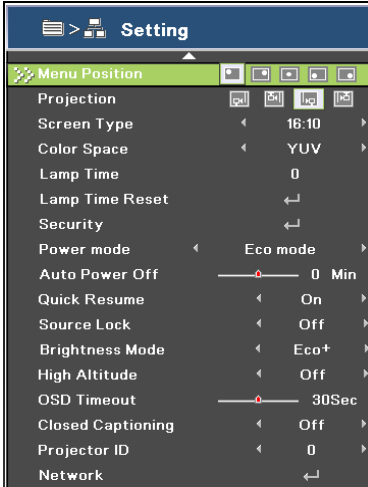 > Setting
Menu Position
Projection
Screen Type 16:10
Color Space YUV
Lamp Time 0
Lamp Time Reset
Security
Power mode Eco mode
Auto Power Off 0 Min
Quick Resume On
Source Lock Off
Brightness Mode Eco+
High Altitude Off
OSD Timeout 30Sec
Closed Captioning Off
Projector ID 0
Network